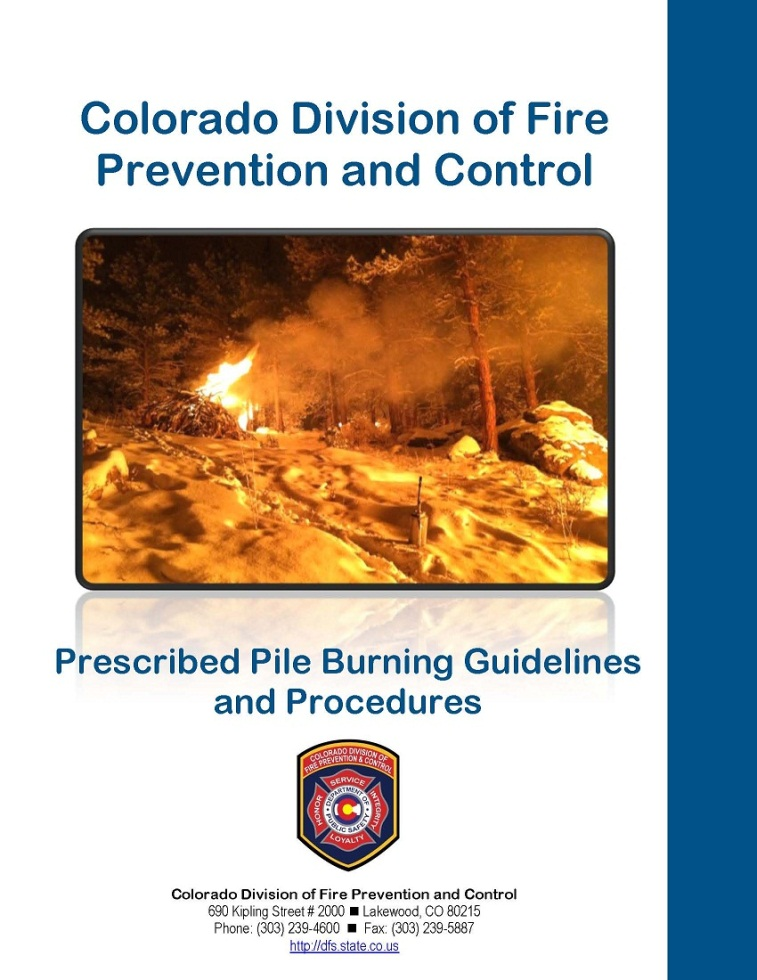 Colorado Division of Fire
Prevention and Control
Prescribed Pile Burning Guidelines
and Procedures
COLORADO DIVISION OF
FIRE PREVENTION & CONTROL
SERVICE
HONOR
DEPARTMENT OF
PUBLIC SAFETY
INTEGRITY
LOYALTY
Colorado Division of Fire Prevention and Control
690 Kipling Street # 2000 ■ Lakewood, CO 80215
Phone: (303) 239-4600 ■ Fax: (303) 239-5887
http://dfs.state.co.us